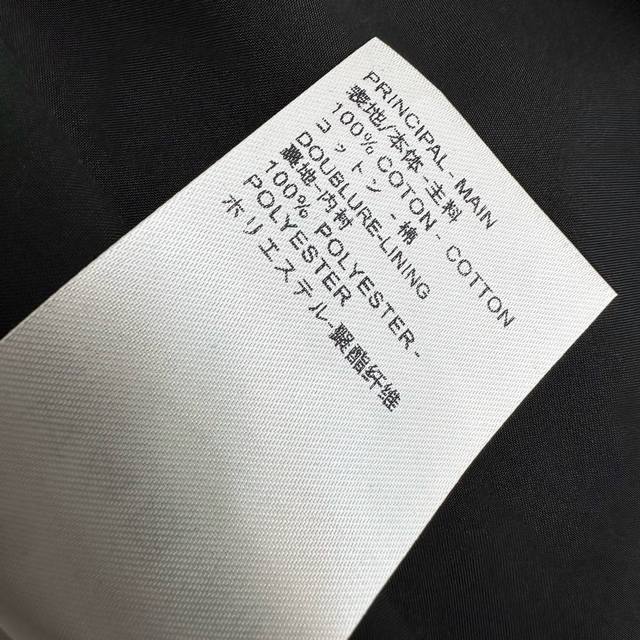 PRINCIPAL - MAIN
表地/本体 - 主料
100% COTON - COTTON
コットン - 棉
DOUBLURE-LINING
裏地-内衬
100% POLYESTER -
POLYESTER
ポリエステル-聚酯纤维